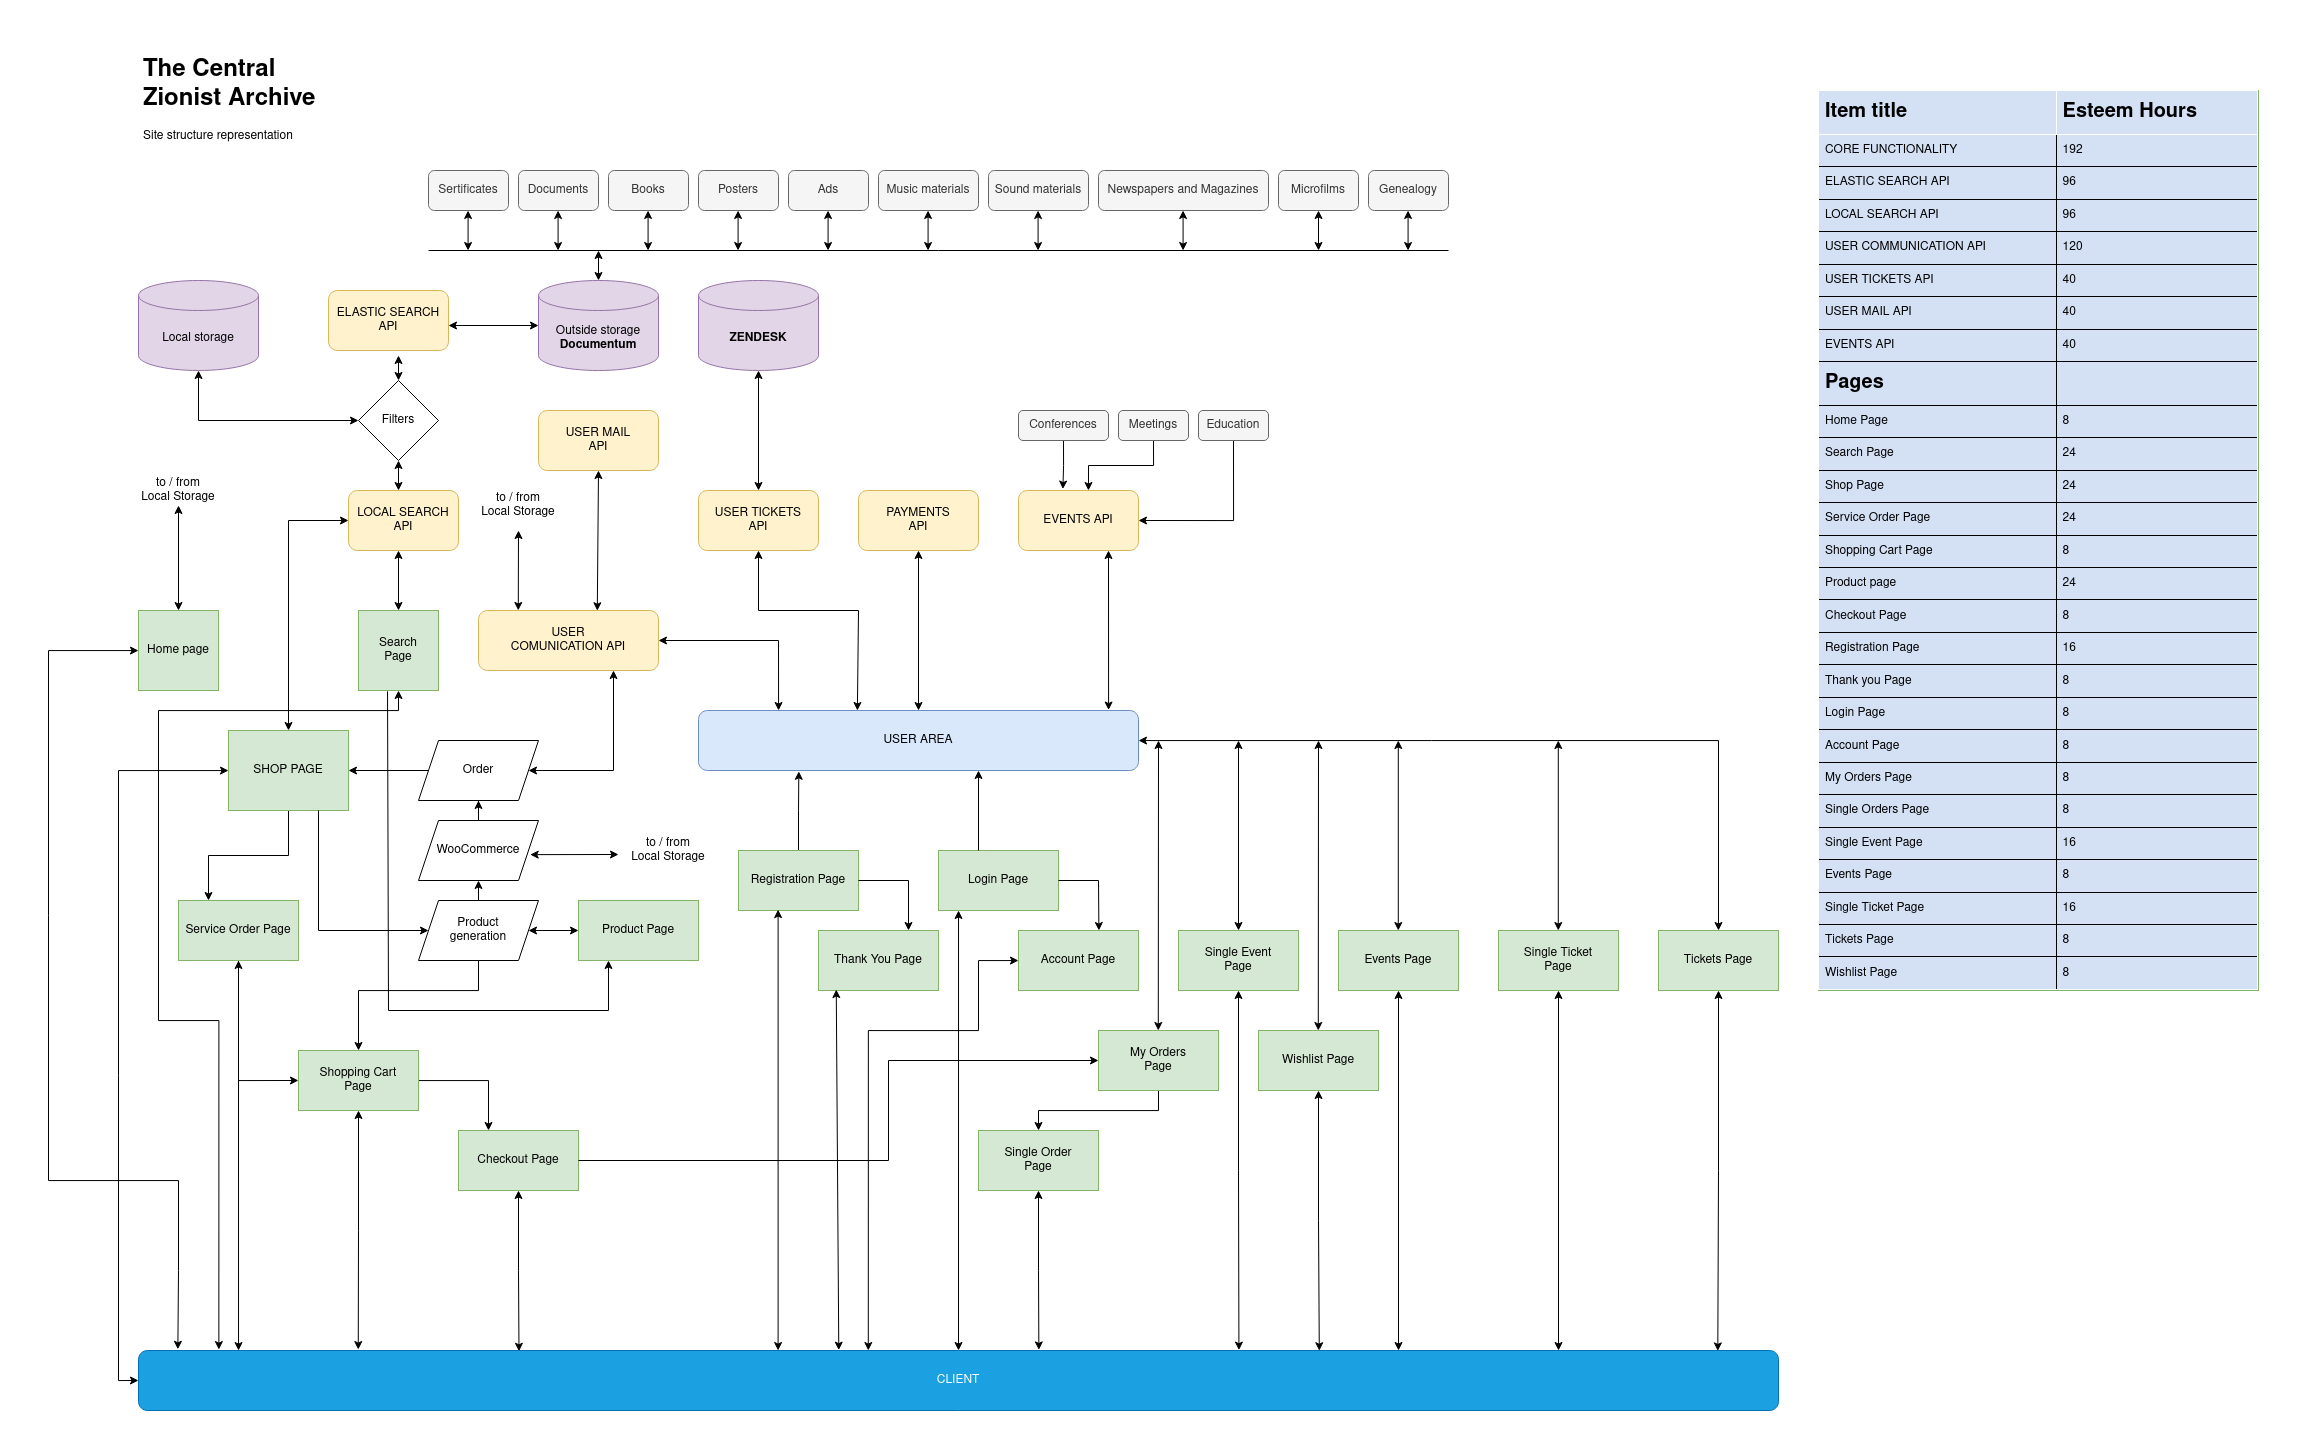 The Central
Zionist Archive
Site structure representation
Sertificates
Documents
Books
Posters
Ads
Music materials
Sound materials
Newspapers and Magazines
Microfilms
Genealogy
Local storage
ELASTIC SEARCH
API
Outside storage
Documentum
ZENDESK
Filters
USER MAIL
API
Conferences
Meetings
Education
to / from
Local Storage
LOCAL SEARCH
API
to / from
Local Storage
USER TICKETS
API
PAYMENTS
API
EVENTS API
Home page
Search
Page
USER
COMUNICATION API
SHOP PAGE
Order
USER AREA
WooCommerce
to / from
Local Storage
Registration Page
Login Page
Service Order Page
Product
generation
Product Page
Thank You Page
Account Page
Single Event
Page
Events Page
Single Ticket
Page
Tickets Page
Shopping Cart
Page
My Orders
Page
Wishlist Page
Checkout Page
Single Order
Page
CLIENT
Item title Esteem Hours
CORE FUNCTIONALITY 192
ELASTIC SEARCH API 96
LOCAL SEARCH API 96
USER COMMUNICATION API 120
USER TICKETS API 40
USER MAIL API 40
EVENTS API 40
Pages
Home Page 8
Search Page 24
Shop Page 24
Service Order Page 24
Shopping Cart Page 8
Product page 24
Checkout Page 8
Registration Page 16
Thank you Page 8
Login Page 8
Account Page 8
My Orders Page 8
Single Orders Page 8
Single Event Page 16
Events Page 8
Single Ticket Page 16
Tickets Page 8
Wishlist Page 8